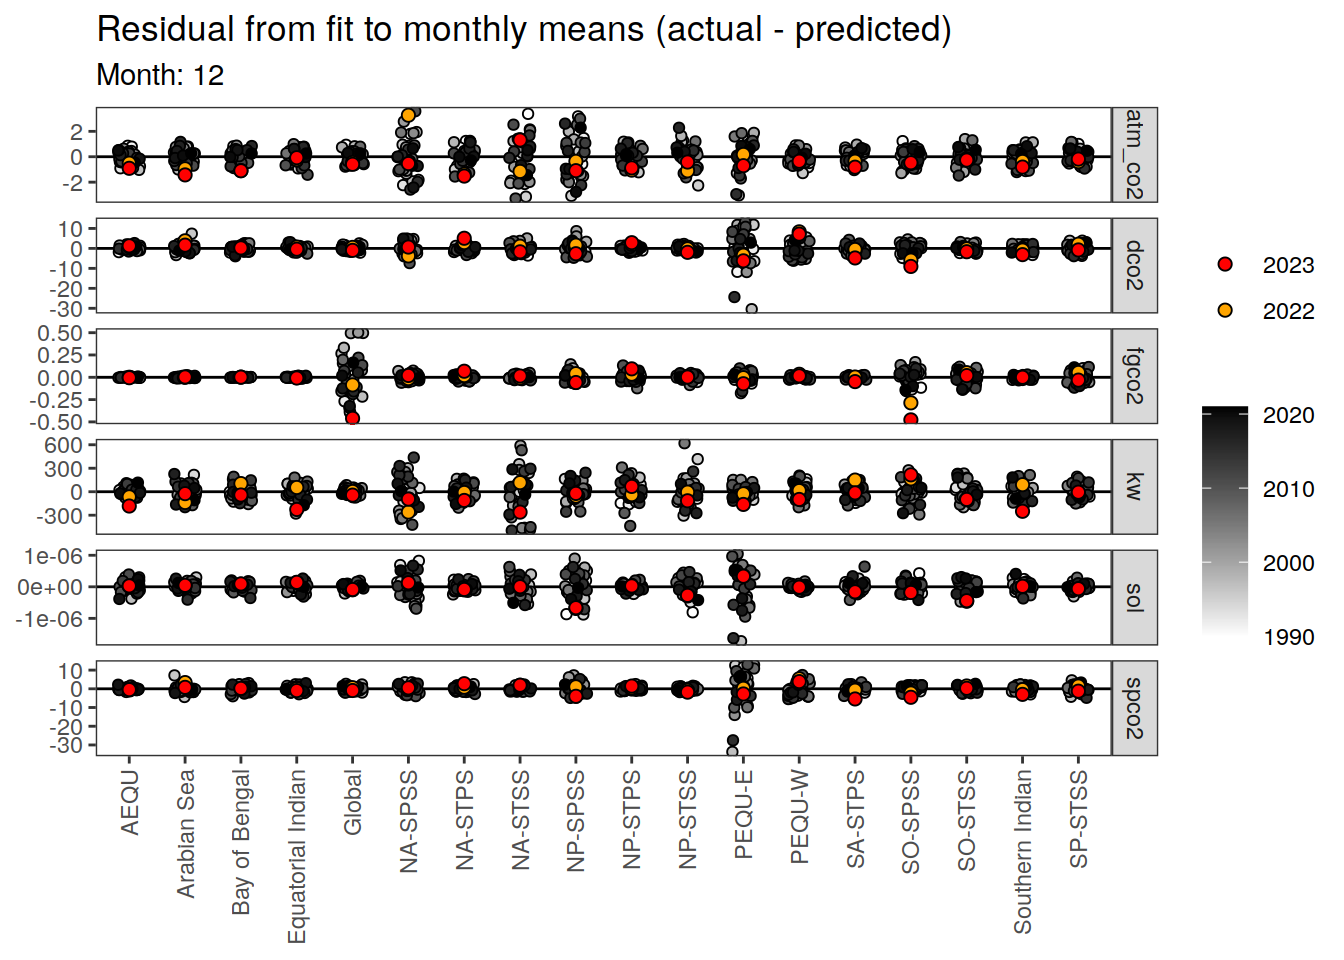 Residual from fit to monthly means (actual - predicted)
Month: 12
2
0
-2
atm_co2
10
0
-10
-20
-30
dco2
0.50
0.25
0.00
-0.25
-0.50
fgco2
600
300
0
-300
kw
1e-06
0e+00
-1e-06
sol
10
0
-10
-20
-30
spco2
AEQU
Arabian Sea
Bay of Bengal
Equatorial Indian
Global
NA-SPSS
NA-STPS
NA-STSS
NP-SPSS
NP-STPS
NP-STSS
PEQU-E
PEQU-W
SA-STPS
SO-SPSS
SO-STSS
Southern Indian
SP-STSS
2023
2022
2020
2010
2000
1990